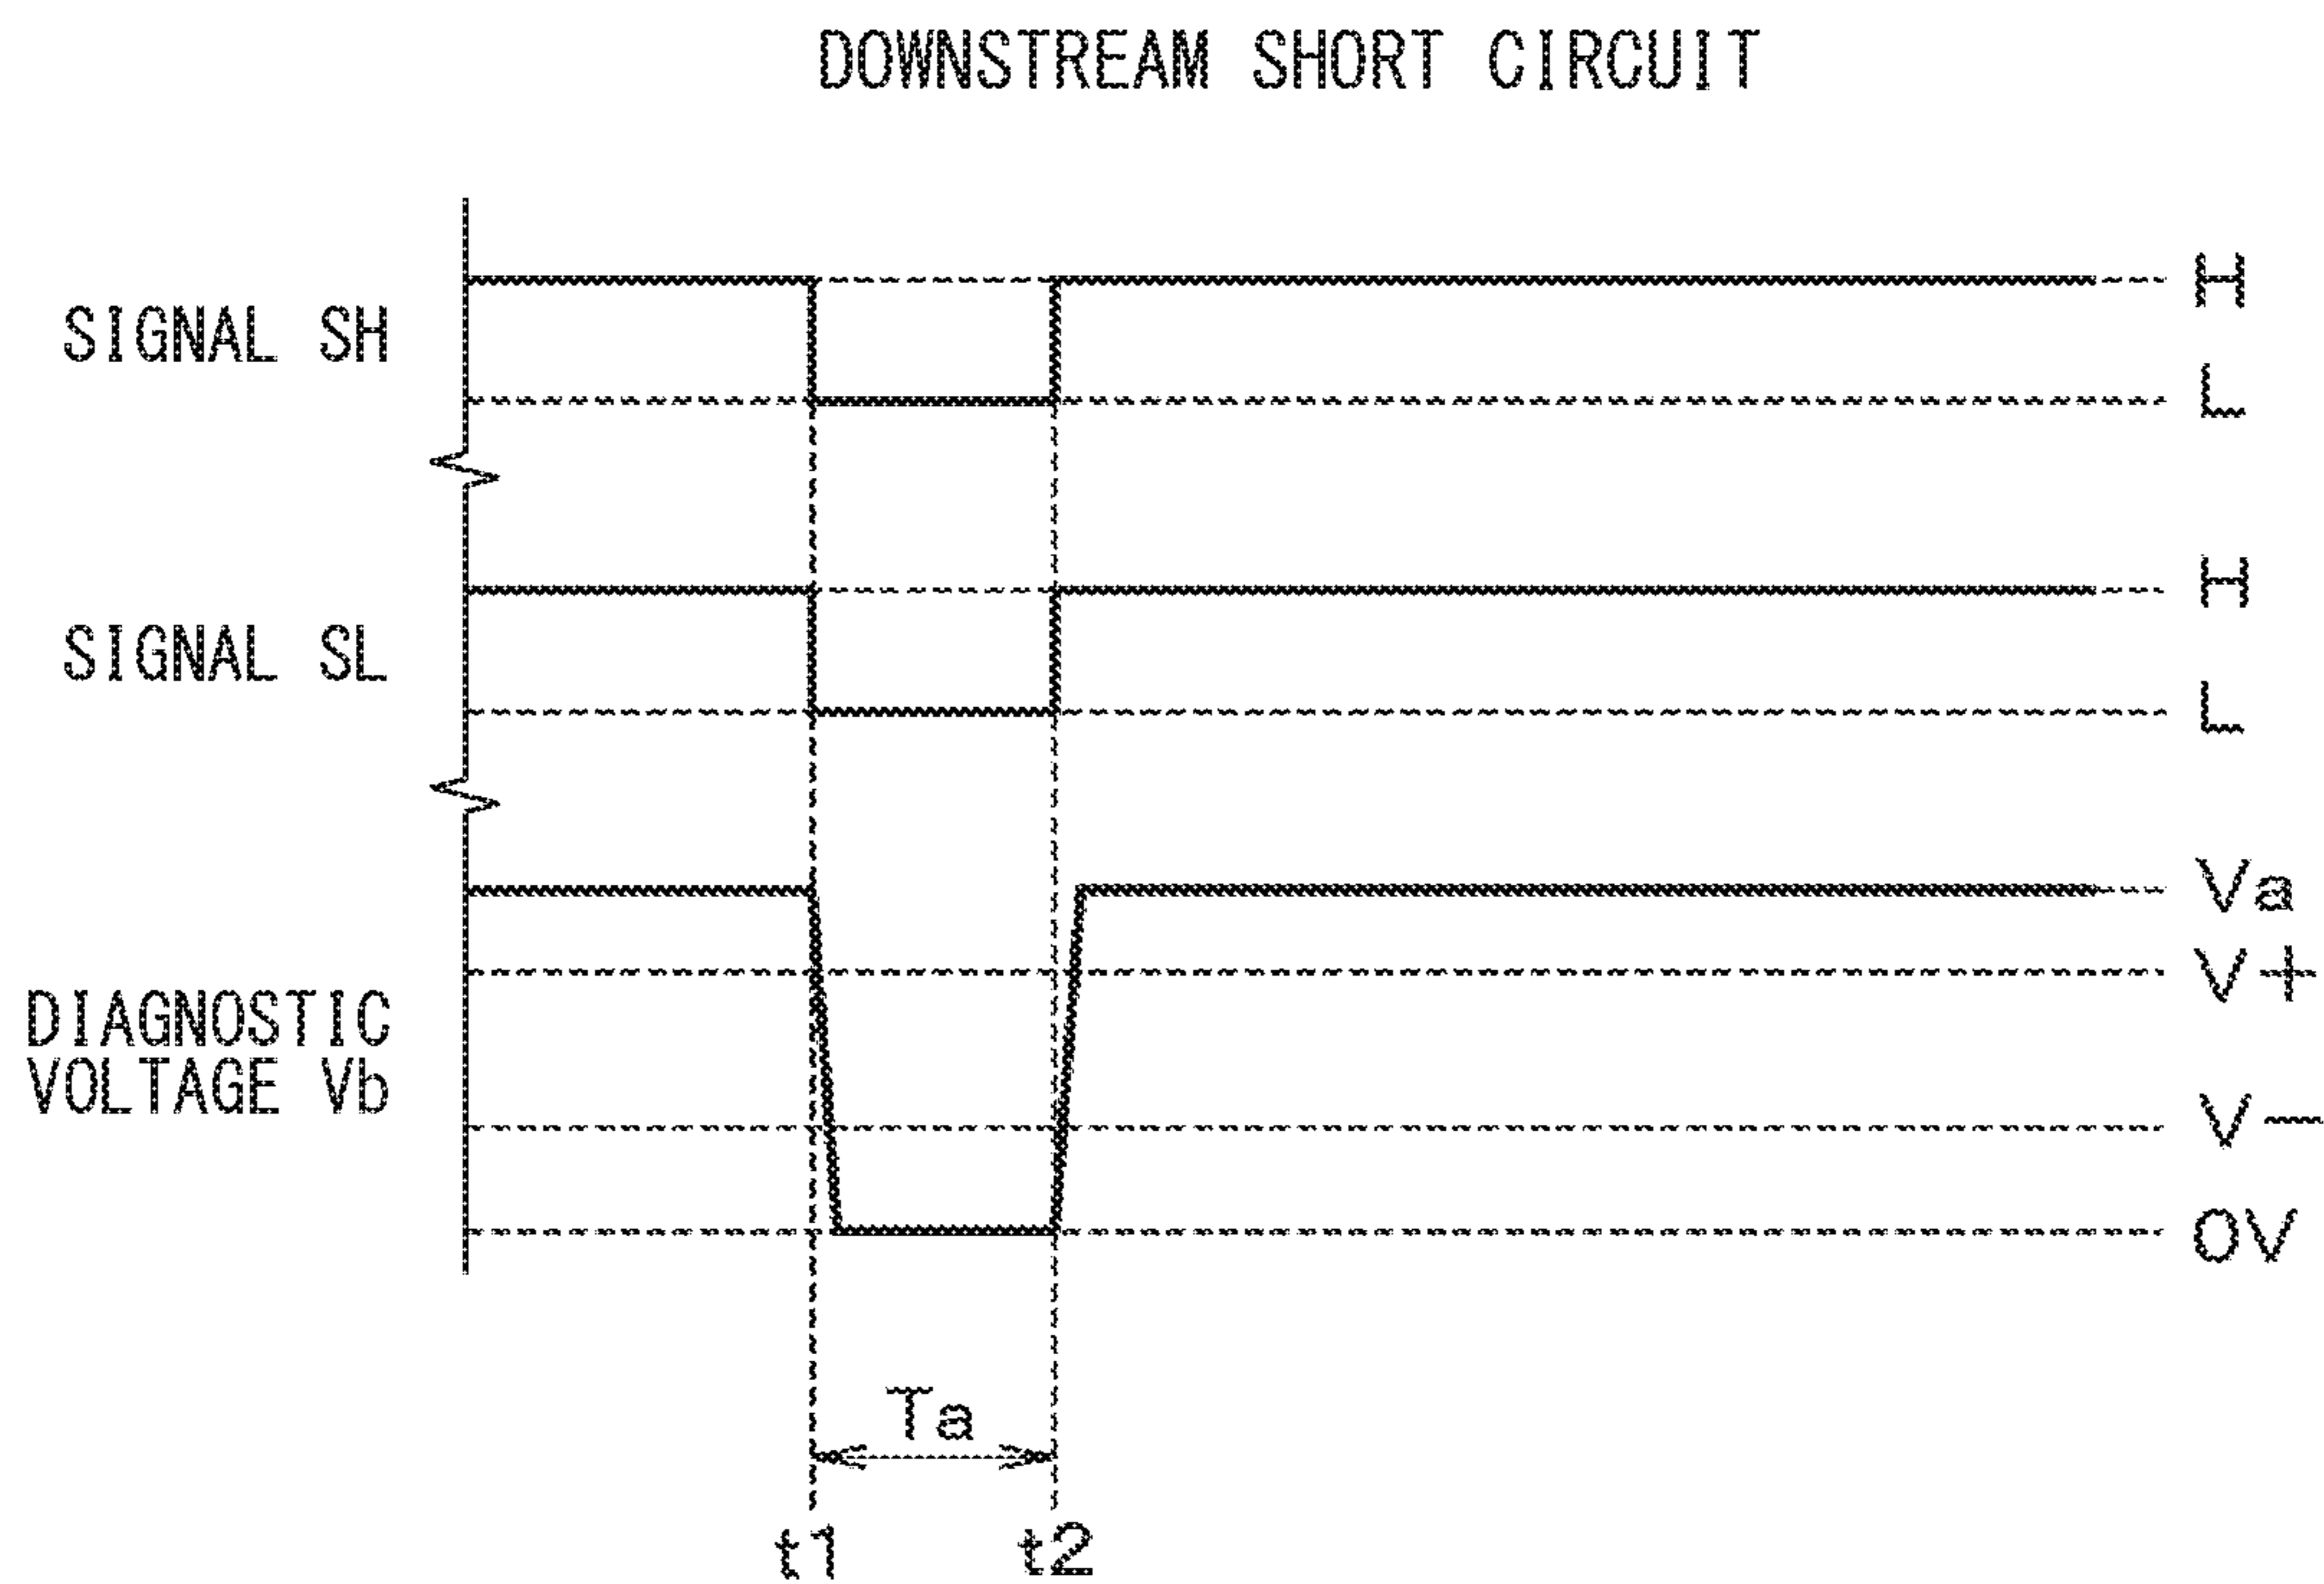 DOWNSTREAM SHORT CIRCUIT
SIGNAL SH
H
L
SIGNAL SL
H
L
DIAGNOSTIC
VOLTAGE Vb
Va
V+
V−
0V
Ta
t1
t2